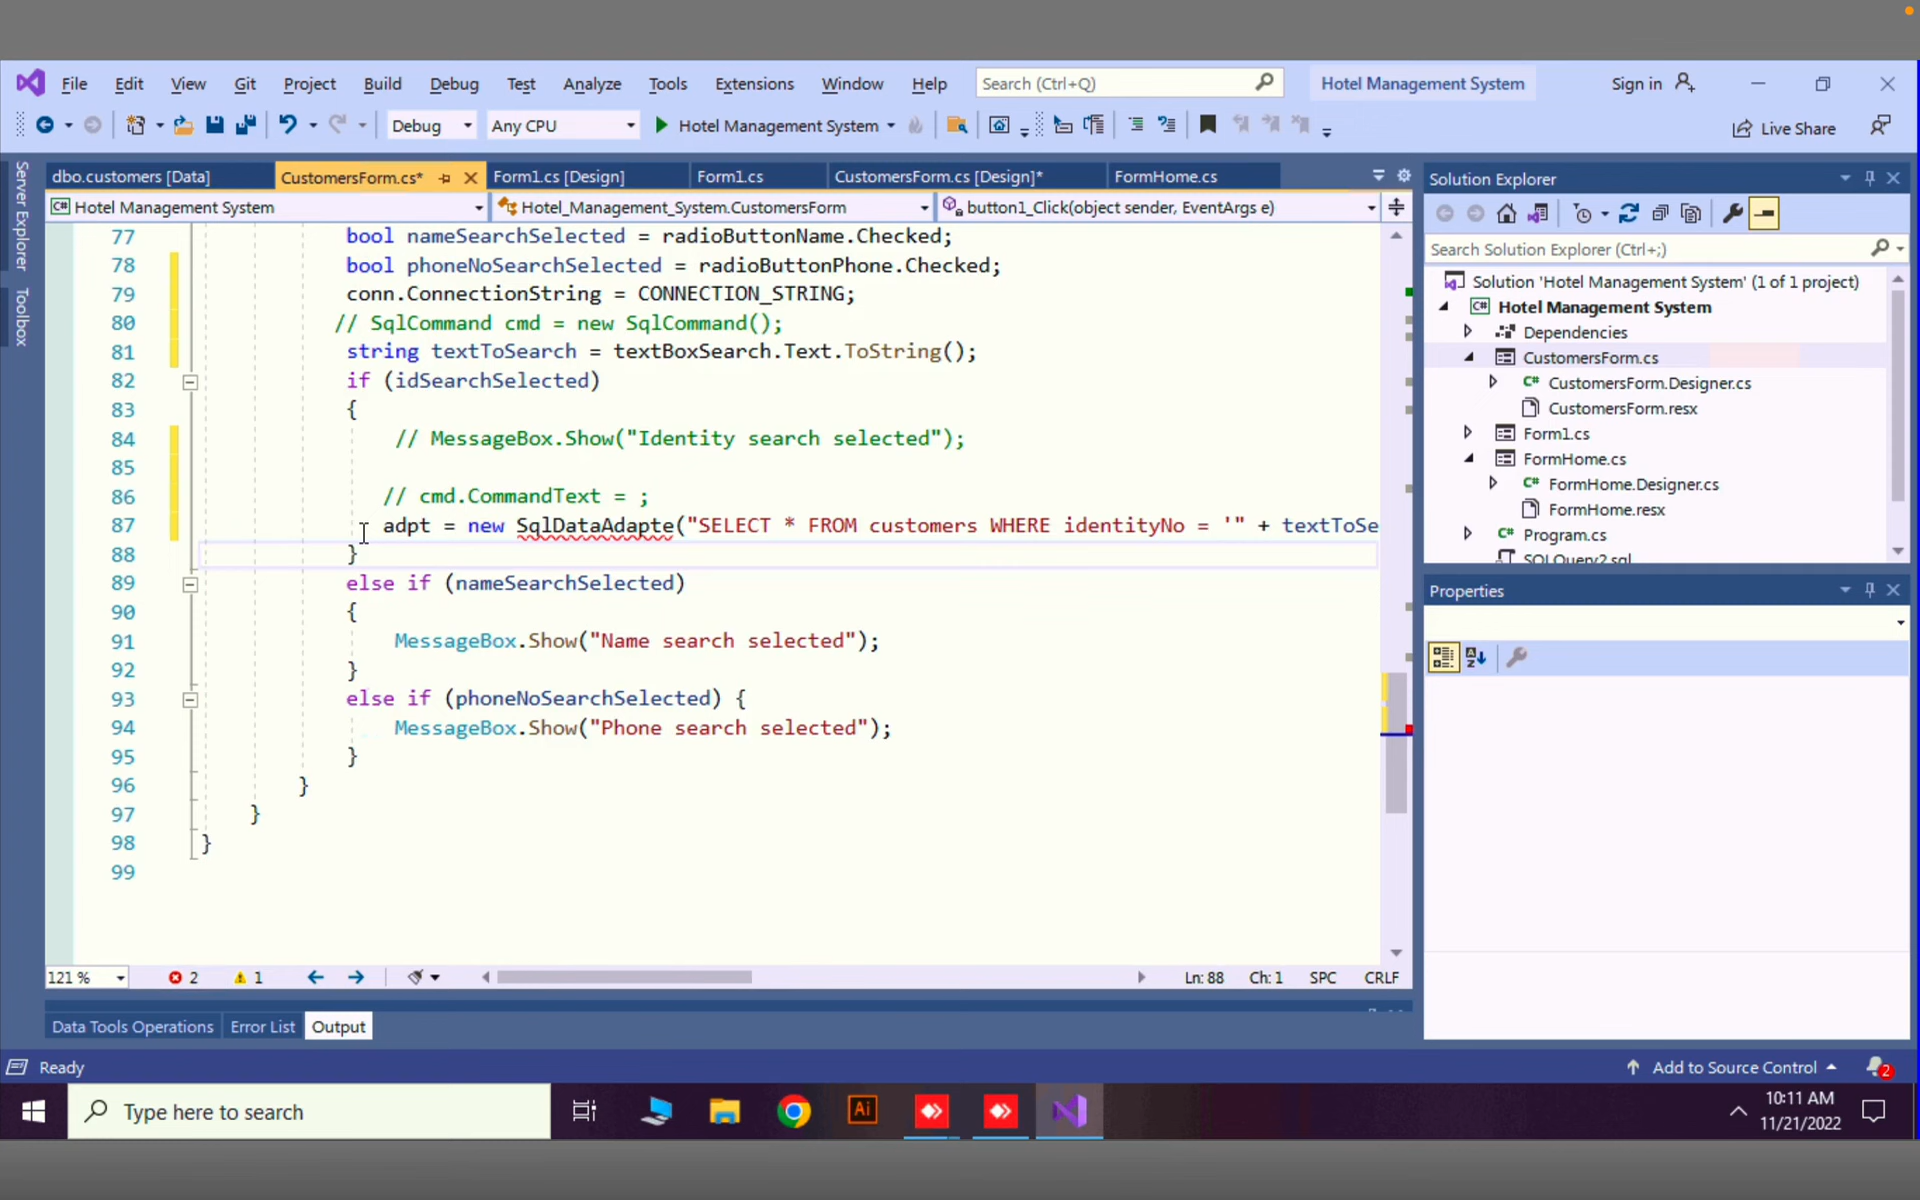 File Edit View Git Project Build Debug Test Analyze Tools Extensions Window Help Search (Ctrl+Q) Hotel Management System Sign in
Debug Any CPU Hotel Management System Live Share
Server Explorer
Toolbox
dbo.customers [Data] CustomersForm.cs* Form1.cs [Design] Form1.cs CustomersForm.cs [Design]* FormHome.cs
Hotel Management System Hotel_Management_System.CustomersForm button1_Click(object sender, EventArgs e)
77 bool nameSearchSelected = radioButtonName.Checked;
78 bool phoneNoSearchSelected = radioButtonPhone.Checked;
79 conn.ConnectionString = CONNECTION_STRING;
80 // SqlCommand cmd = new SqlCommand();
81 string textToSearch = textBoxSearch.Text.ToString();
82 if (idSearchSelected)
83 {
84 // MessageBox.Show("Identity search selected");
85
86 // cmd.CommandText = ;
87 adpt = new SqlDataAdapte("SELECT * FROM customers WHERE identityNo = '" + textToSe
88 }
89 else if (nameSearchSelected)
90 {
91 MessageBox.Show("Name search selected");
92 }
93 else if (phoneNoSearchSelected) {
94 MessageBox.Show("Phone search selected");
95 }
96 }
97 }
98 }
99
121 % 2 1 Ln: 88 Ch: 1 SPC CRLF
Data Tools Operations Error List Output
Solution Explorer
Search Solution Explorer (Ctrl+;)
Solution 'Hotel Management System' (1 of 1 project)
C# Hotel Management System
Dependencies
CustomersForm.cs
C# CustomersForm.Designer.cs
CustomersForm.resx
Form1.cs
FormHome.cs
C# FormHome.Designer.cs
FormHome.resx
C# Program.cs
SQLQuery2.sql
Properties
Ready Add to Source Control 2
Type here to search Ai 10:11 AM
11/21/2022